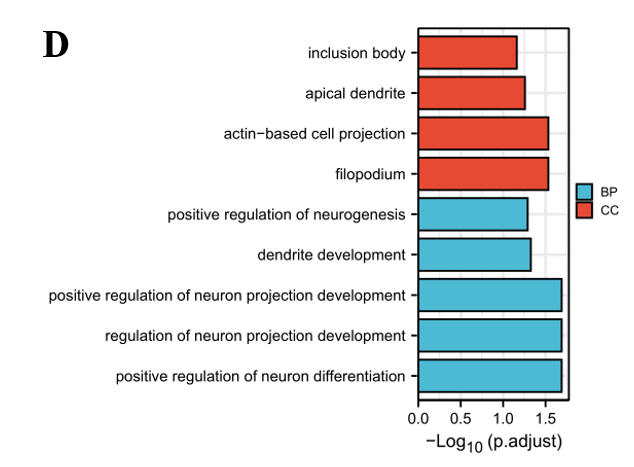 D
inclusion body
apical dendrite
actin−based cell projection
filopodium
positive regulation of neurogenesis
dendrite development
positive regulation of neuron projection development
regulation of neuron projection development
positive regulation of neuron differentiation
BP
CC
0.0 0.5 1.0 1.5
−Log10 (p.adjust)